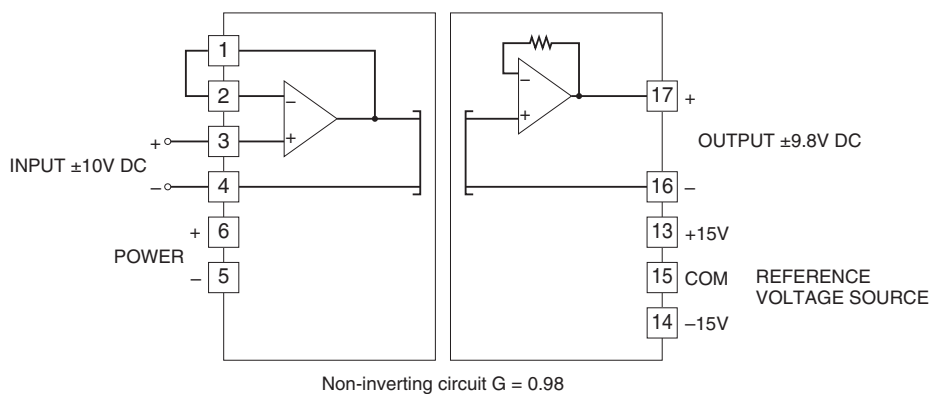 1
2
−
3
+
+
INPUT ±10V DC
−
4
+
6
POWER
−
5
−
+
17
+
OUTPUT ±9.8V DC
16
−
13
+15V
15
COM
REFERENCE
VOLTAGE SOURCE
14
−15V
Non-inverting circuit G = 0.98